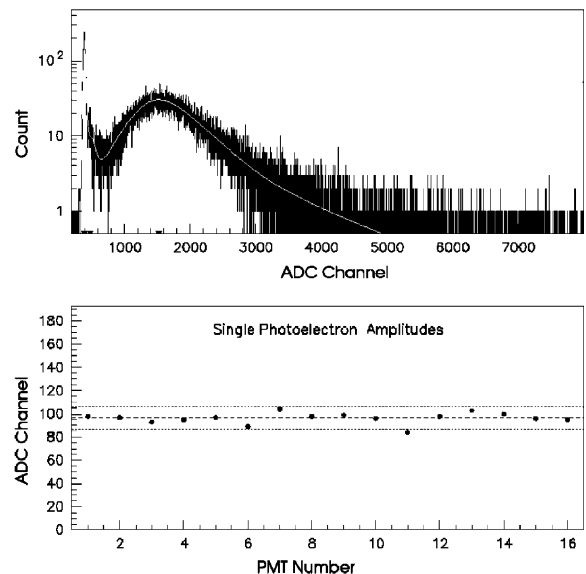 10²
10
1
Count
1000 2000 3000 4000 5000 6000 7000
ADC Channel
Single Photoelectron Amplitudes
180
160
140
120
100
80
60
40
20
0
ADC Channel
2 4 6 8 10 12 14 16
PMT Number